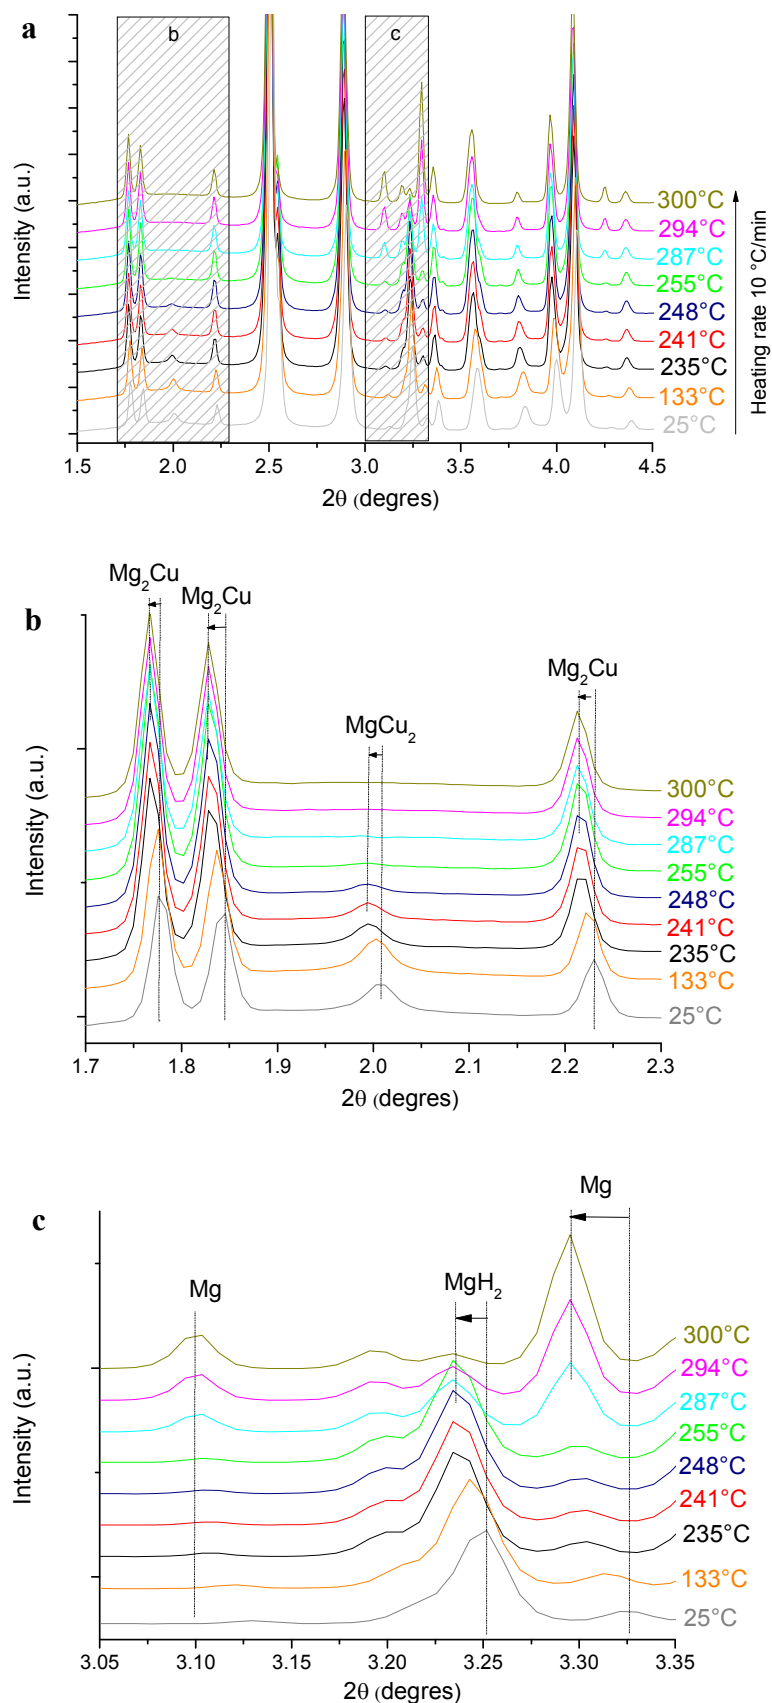 a
b
c
Intensity (a.u.)
300°C
294°C
287°C
255°C
248°C
241°C
235°C
133°C
25°C
Heating rate 10 °C/min
1.5 2.0 2.5 3.0 3.5 4.0 4.5
2θ (degres)
b
Mg₂Cu
Mg₂Cu
MgCu₂
Mg₂Cu
Intensity (a.u.)
300°C
294°C
287°C
255°C
248°C
241°C
235°C
133°C
25°C
1.7 1.8 1.9 2.0 2.1 2.2 2.3
2θ (degres)
c
Mg
MgH₂
Mg
Intensity (a.u.)
300°C
294°C
287°C
255°C
248°C
241°C
235°C
133°C
25°C
3.05 3.10 3.15 3.20 3.25 3.30 3.35
2θ (degres)